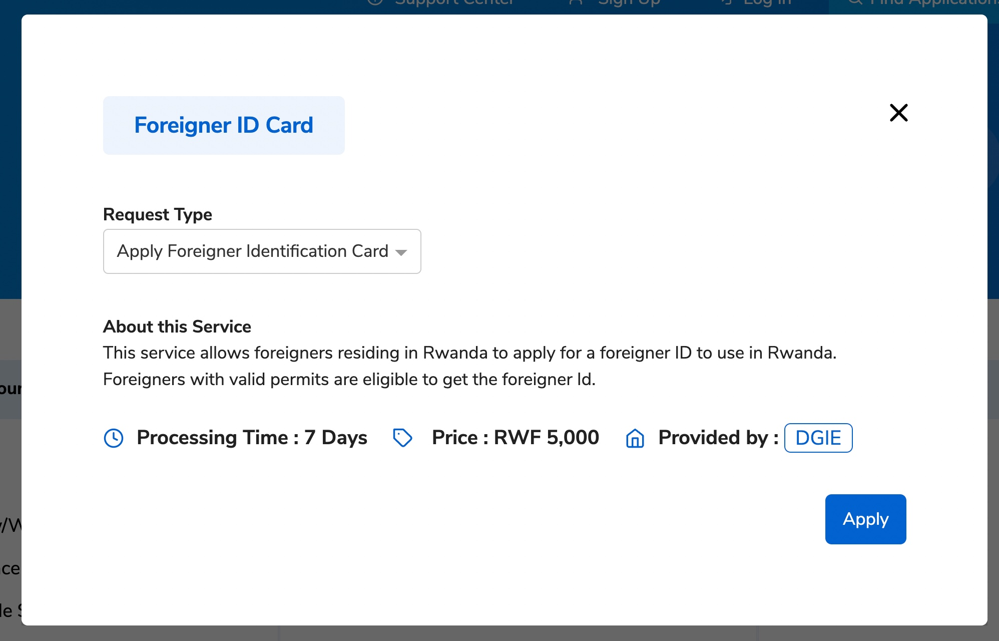 Support Center Sign Up Log in Find Application
Foreigner ID Card
Request Type
Apply Foreigner Identification Card
About this Service
This service allows foreigners residing in Rwanda to apply for a foreigner ID to use in Rwanda.
Foreigners with valid permits are eligible to get the foreigner Id.
Processing Time : 7 Days Price : RWF 5,000 Provided by : DGIE
Apply